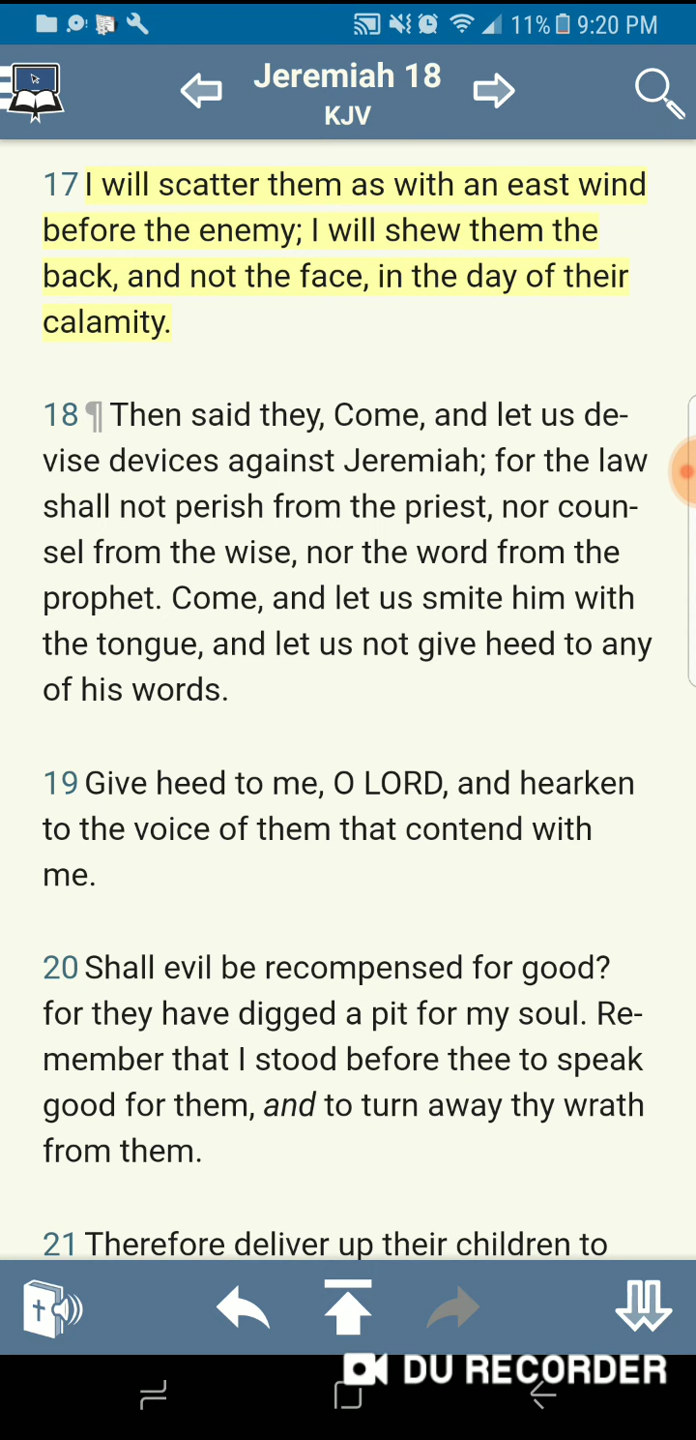 11% 9:20 PM
Jeremiah 18
KJV
17 I will scatter them as with an east wind
before the enemy; I will shew them the
back, and not the face, in the day of their
calamity.
18 ¶ Then said they, Come, and let us de-
vise devices against Jeremiah; for the law
shall not perish from the priest, nor coun-
sel from the wise, nor the word from the
prophet. Come, and let us smite him with
the tongue, and let us not give heed to any
of his words.
19 Give heed to me, O LORD, and hearken
to the voice of them that contend with
me.
20 Shall evil be recompensed for good?
for they have digged a pit for my soul. Re-
member that I stood before thee to speak
good for them, and to turn away thy wrath
from them.
21 Therefore deliver up their children to
DU RECORDER